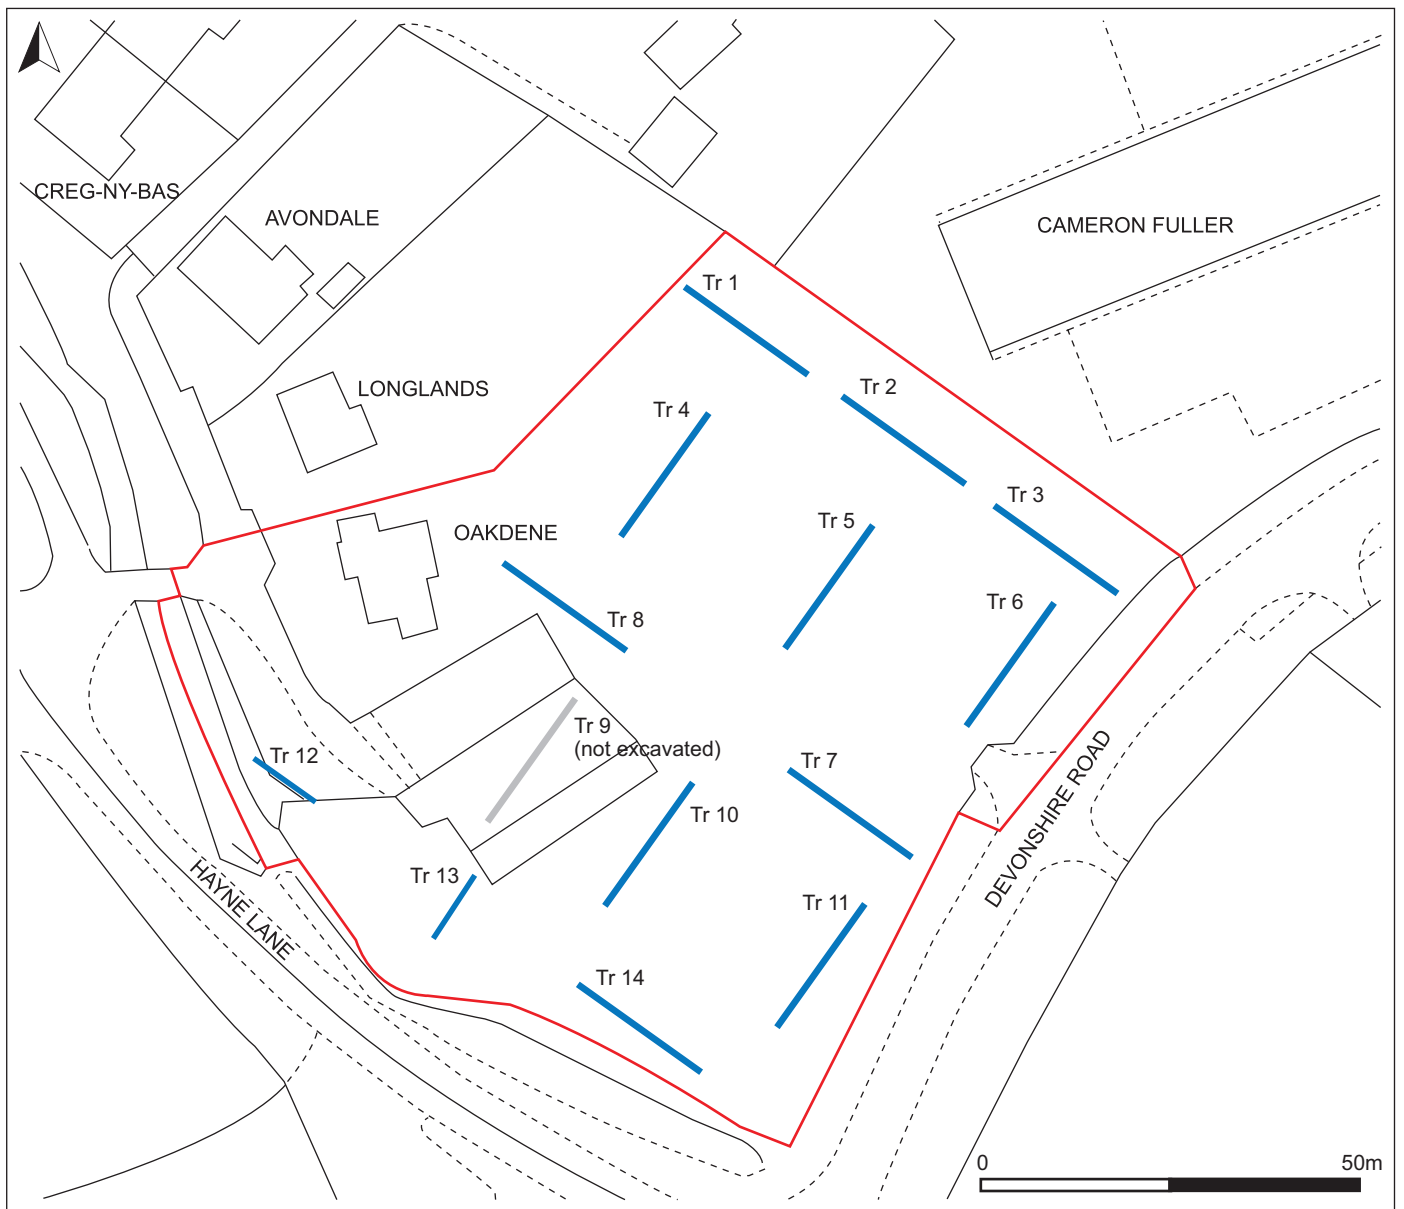 CREG-NY-BAS
AVONDALE
CAMERON FULLER
Tr 1
LONGLANDS
Tr 2
Tr 4
Tr 3
Tr 5
OAKDENE
Tr 6
Tr 8
Tr 9
(not excavated)
Tr 12
Tr 7
Tr 10
DEVONSHIRE ROAD
Tr 13
HAYNE LANE
Tr 11
Tr 14
0
50m